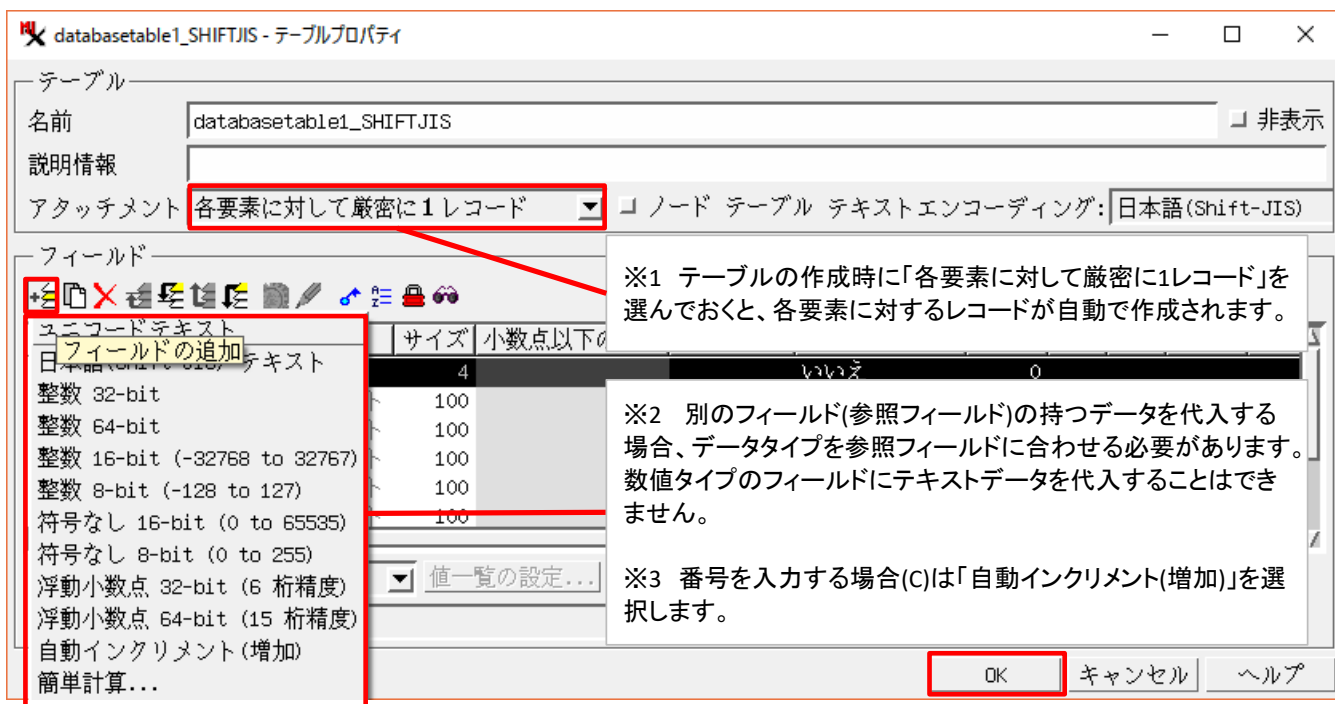 databasetable1_SHIFTJIS - テーブルプロパティ
テーブル
名前 databasetable1_SHIFTJIS 非表示
説明情報
アタッチメント 各要素に対して厳密に1レコード ノード テーブル テキストエンコーディング: 日本語(Shift-JIS)
フィールド
※1 テーブルの作成時に「各要素に対して厳密に1レコード」を
選んでおくと、各要素に対するレコードが自動で作成されます。
ユニコードテキスト
フィールドの追加
サイズ 小数点以下の
日本語(Shift-JIS) テキスト
4 いいえ 0
整数 32-bit
100
整数 64-bit
100
整数 16-bit (-32768 to 32767)
100
整数 8-bit (-128 to 127)
100
符号なし 16-bit (0 to 65535)
100
符号なし 8-bit (0 to 255)
浮動小数点 32-bit (6 桁精度)
値一覧の設定...
浮動小数点 64-bit (15 桁精度)
自動インクリメント(増加)
簡単計算...
※2 別のフィールド(参照フィールド)の持つデータを代入する
場合、データタイプを参照フィールドに合わせる必要があります。
数値タイプのフィールドにテキストデータを代入することはでき
ません。
※3 番号を入力する場合(C)は「自動インクリメント(増加)」を選
択します。
OK キャンセル ヘルプ